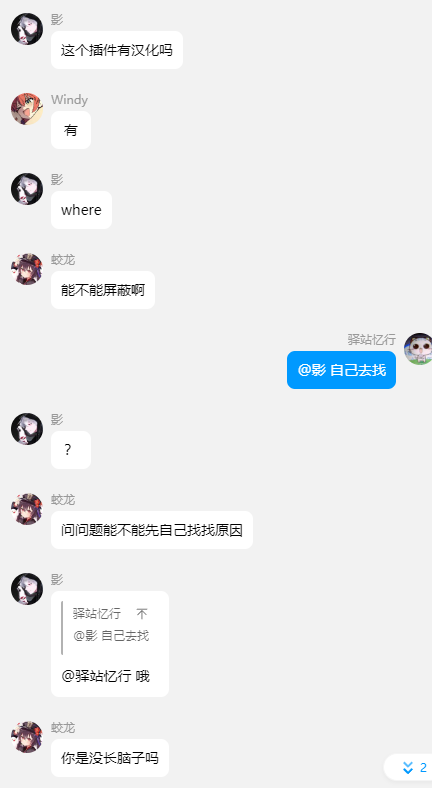 影
这个插件有汉化吗
Windy
有
影
where
蛟龙
能不能屏蔽啊
驿站忆行
@影 自己去找
影
？
蛟龙
问问题能不能先自己找找原因
影
驿站忆行 不
@影 自己去找
@驿站忆行 哦
蛟龙
你是没长脑子吗
2